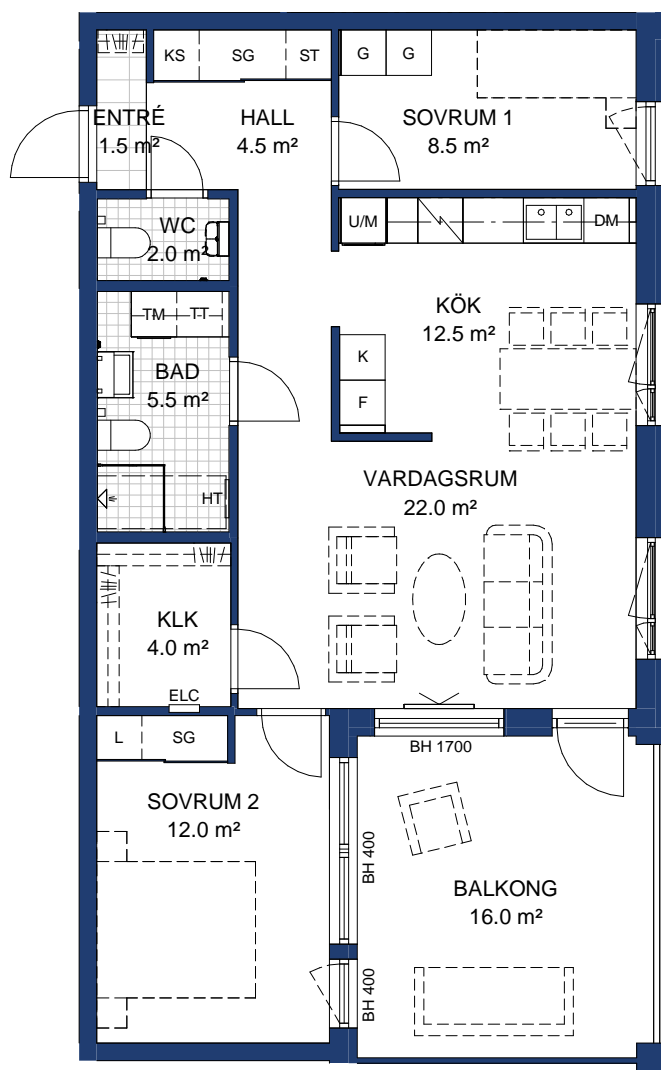 KS SG ST
G G
ENTRÉ
1.5 m²
HALL
4.5 m²
SOVRUM 1
8.5 m²
WC
2.0 m²
U/M DM
TM TT
KÖK
12.5 m²
K
F
BAD
5.5 m²
HT
VARDAGSRUM
22.0 m²
KLK
4.0 m²
ELC
L SG
BH 1700
SOVRUM 2
12.0 m²
BH 400
BALKONG
16.0 m²
BH 400